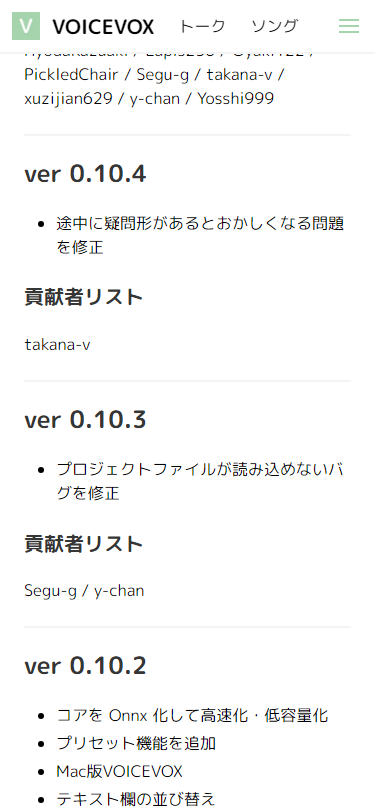 V VOICEVOX トーク ソング
PickledChair / Segu-g / takana-v /
xuzijian629 / y-chan / Yosshi999
ver 0.10.4
途中に疑問形があるとおかしくなる問題
を修正
貢献者リスト
takana-v
ver 0.10.3
プロジェクトファイルが読み込めないバ
グを修正
貢献者リスト
Segu-g / y-chan
ver 0.10.2
コアを Onnx 化して高速化・低容量化
プリセット機能を追加
Mac版VOICEVOX
テキスト欄の並び替え